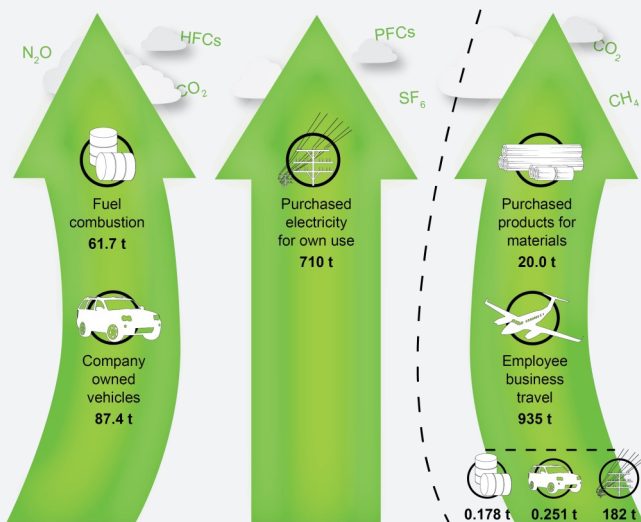 N₂O
HFCs
CO₂
PFCs
SF₆
CO₂
CH₄
Fuel
combustion
61.7 t
Company
owned
vehicles
87.4 t
Purchased
electricity
for own use
710 t
Purchased
products for
materials
20.0 t
Employee
business
travel
935 t
0.178 t
0.251 t
182 t